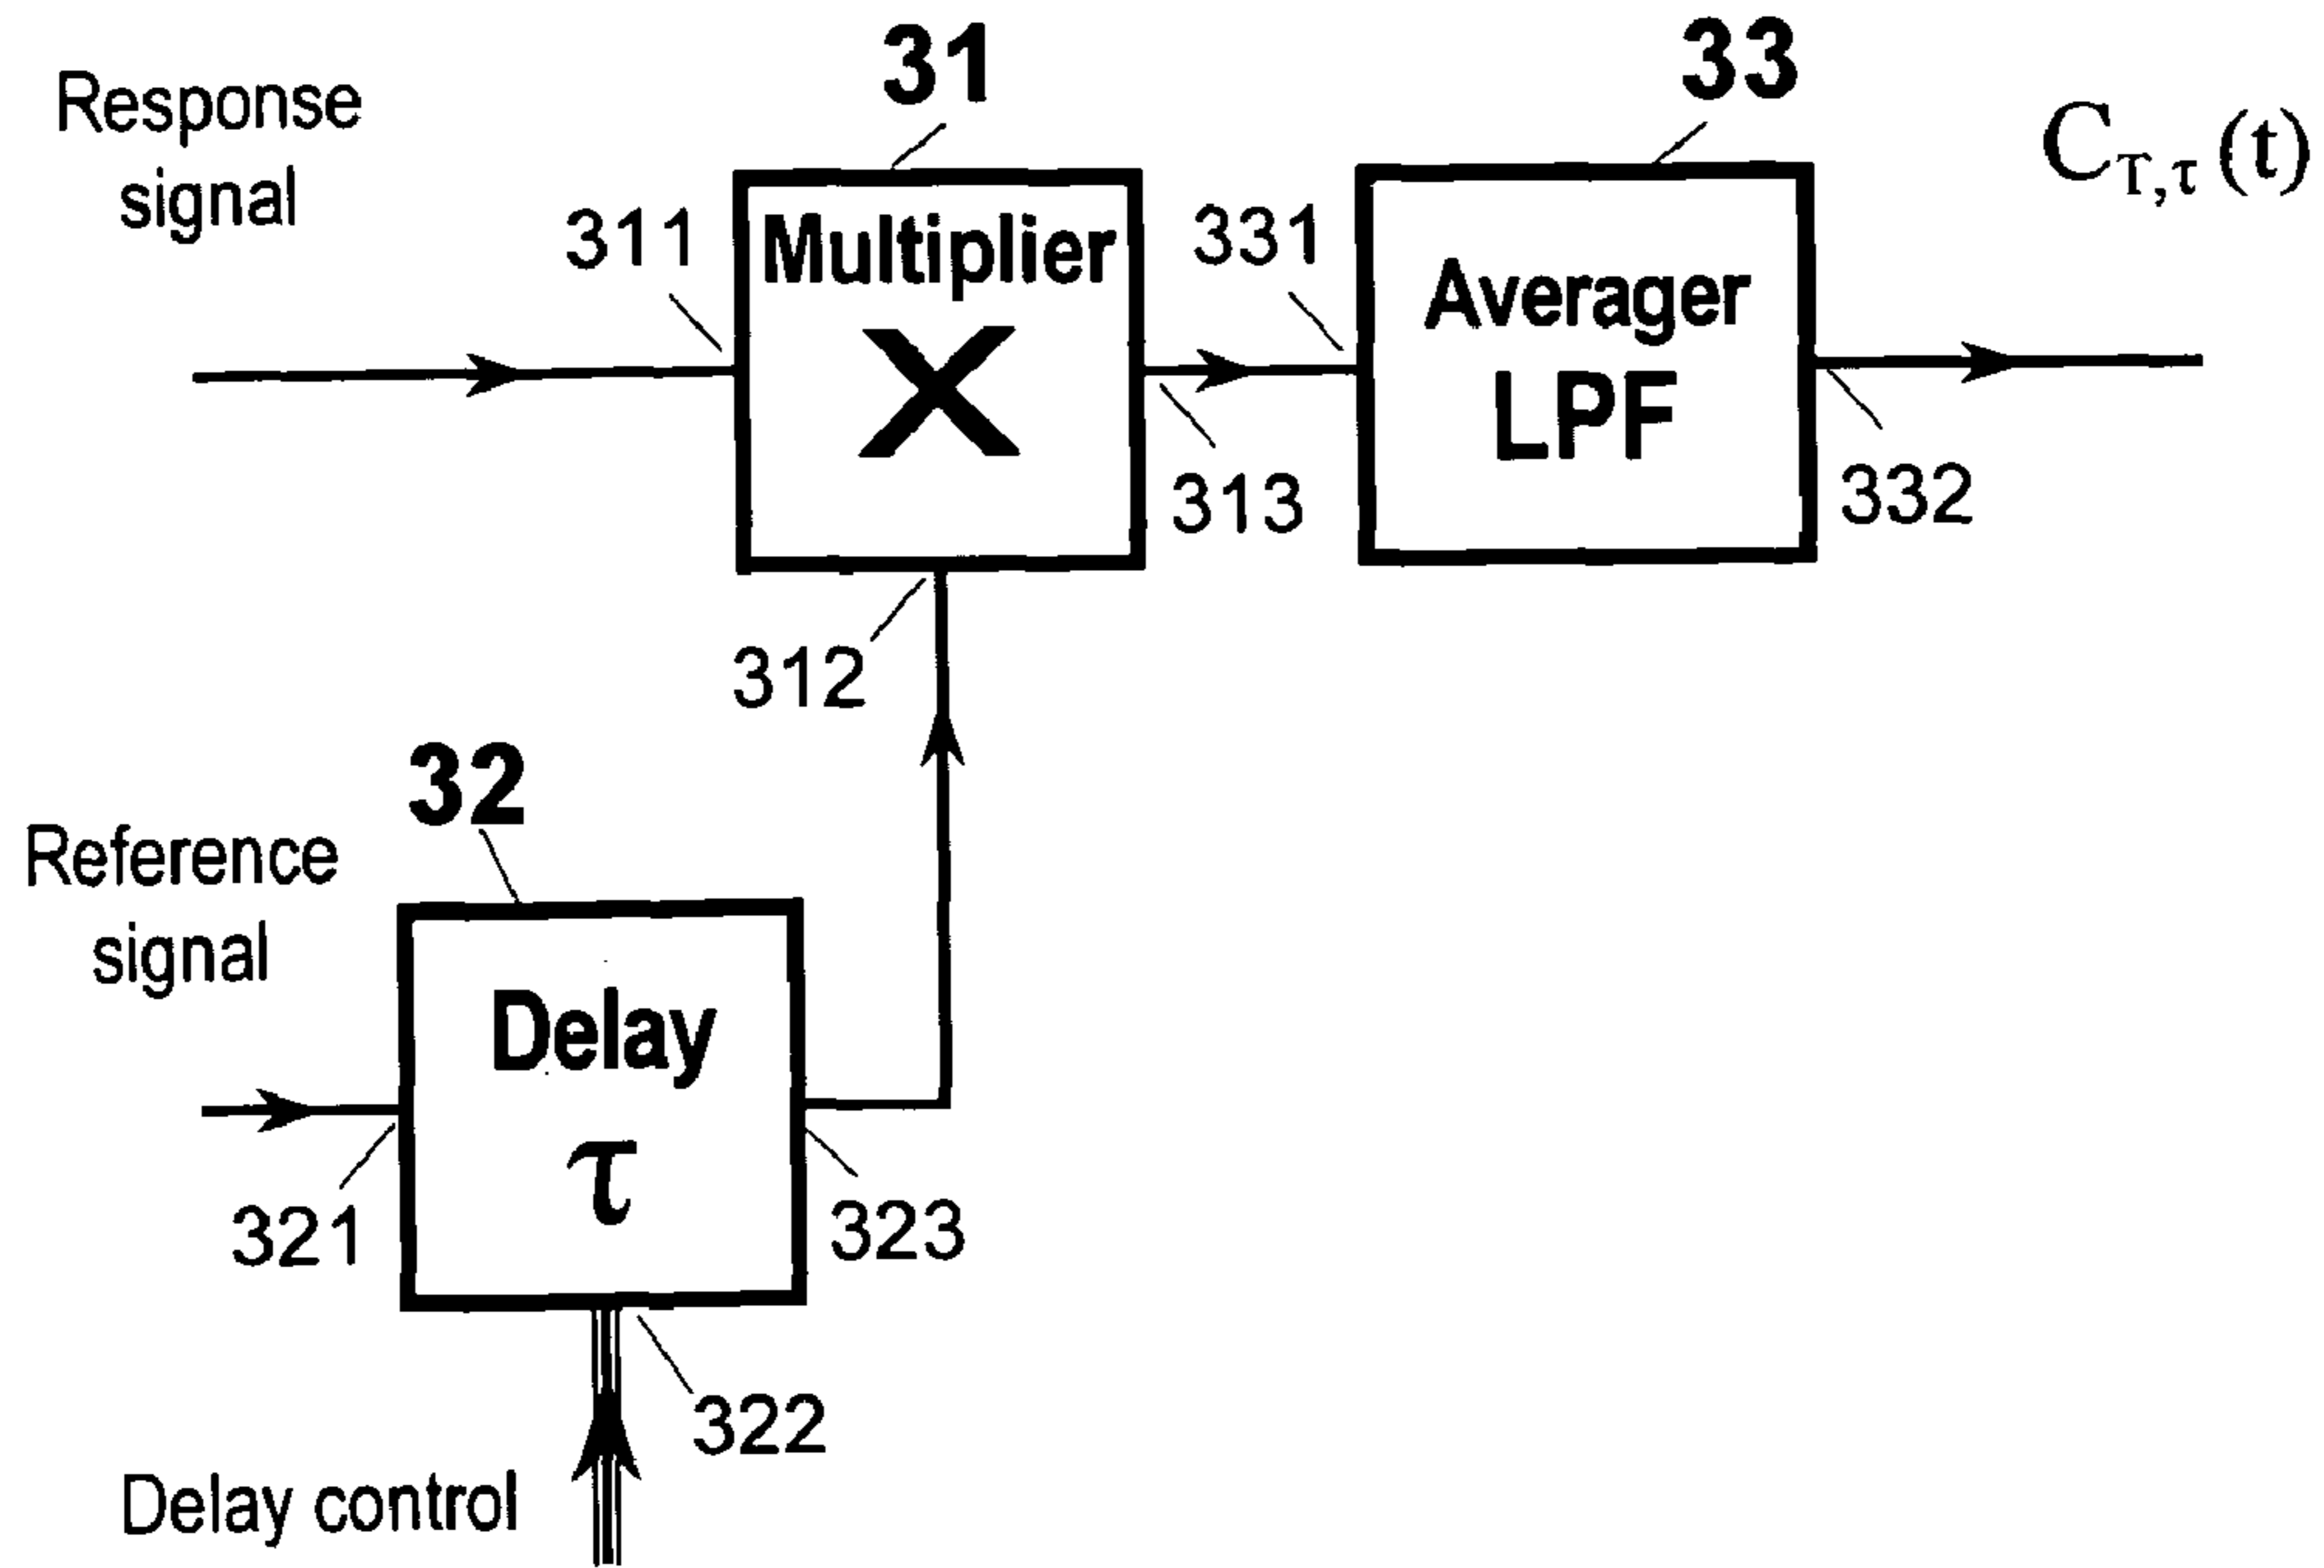 31
33
Response
signal
C_{T,τ}(t)
311
Multiplier
X
331
Averager
LPF
313
332
312
32
Reference
signal
Delay
τ
321
323
322
Delay control